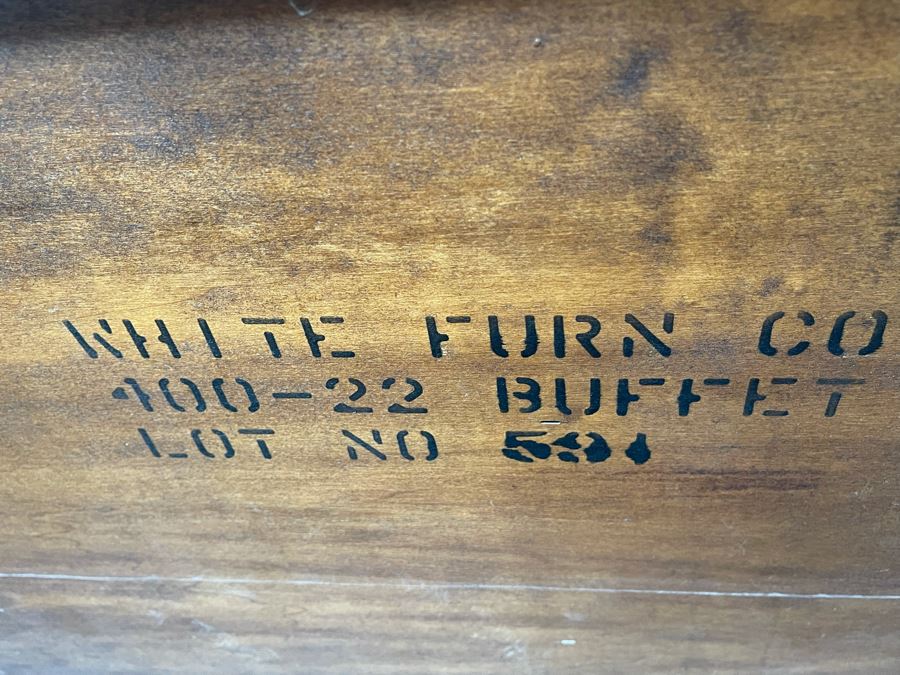 WHITE FURN CO
400-22 BUFFET
LOT NO